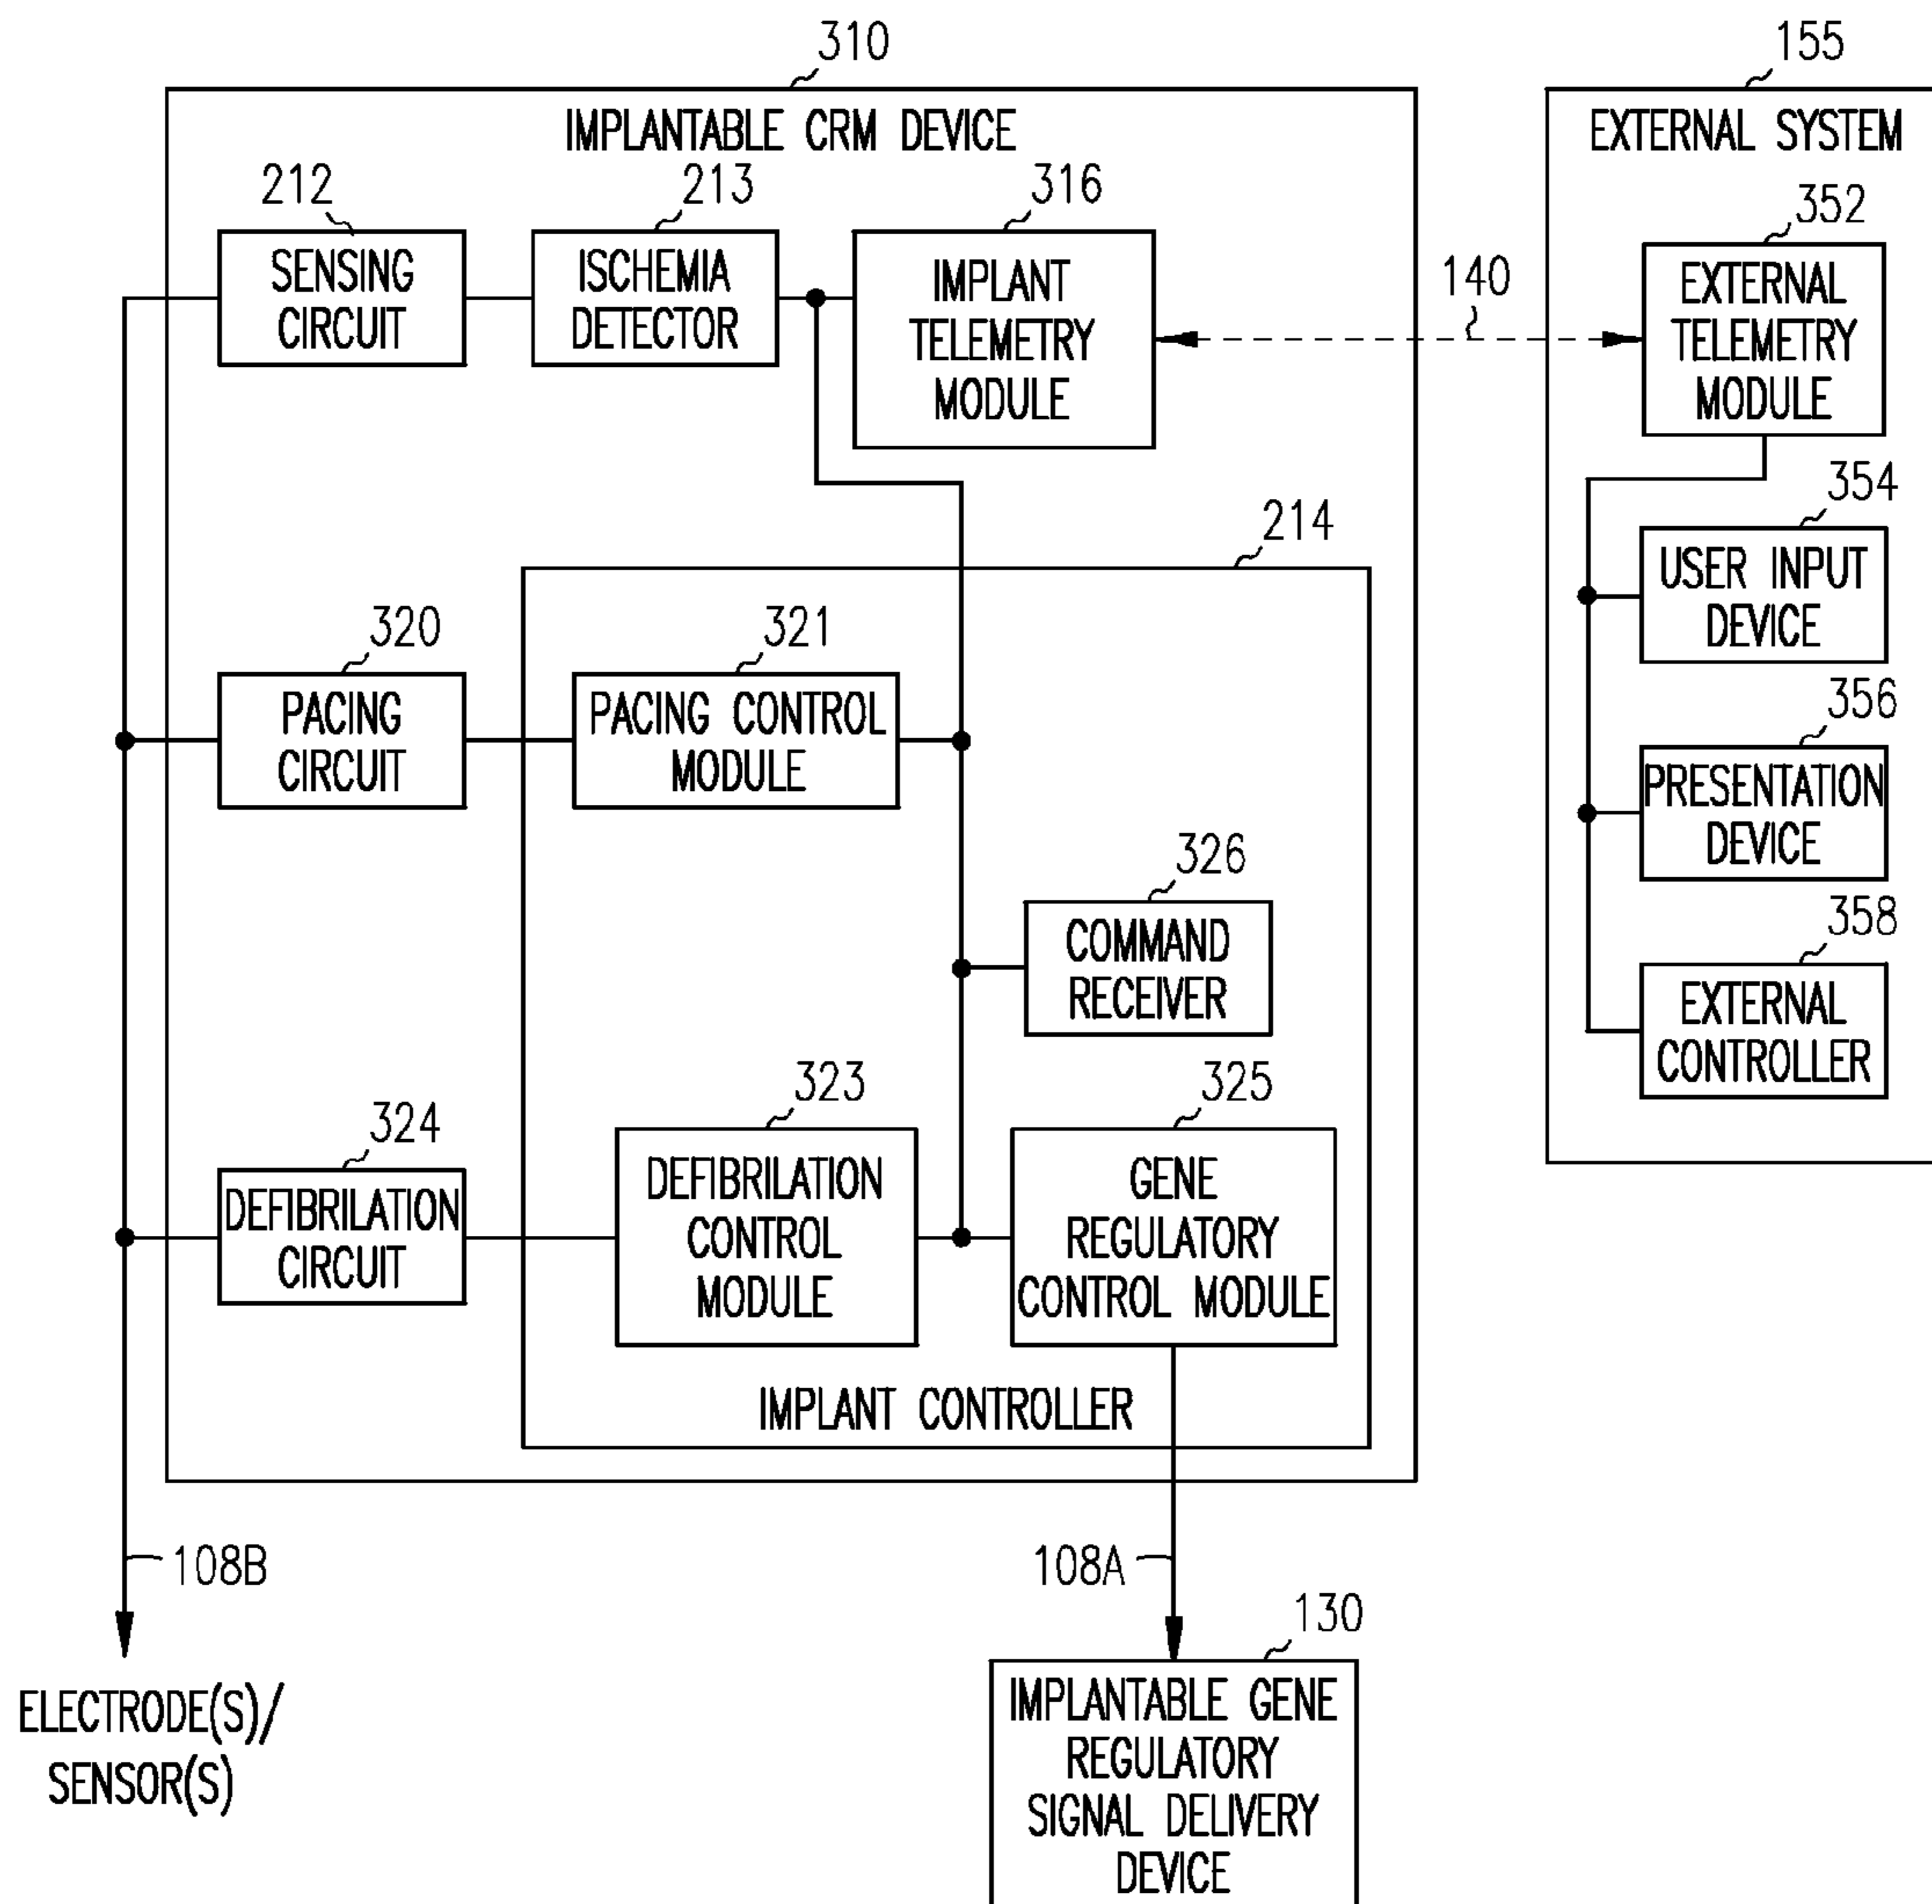 310
155
IMPLANTABLE CRM DEVICE
EXTERNAL SYSTEM
212
213
316
352
SENSING
CIRCUIT
ISCHEMIA
DETECTOR
IMPLANT
TELEMETRY
MODULE
140
EXTERNAL
TELEMETRY
MODULE
354
USER INPUT
DEVICE
214
320
321
PACING
CIRCUIT
PACING CONTROL
MODULE
356
PRESENTATION
DEVICE
326
COMMAND
RECEIVER
358
EXTERNAL
CONTROLLER
324
323
325
DEFIBRILATION
CIRCUIT
DEFIBRILATION
CONTROL
MODULE
GENE
REGULATORY
CONTROL MODULE
IMPLANT CONTROLLER
108B
108A
130
ELECTRODE(S)/
SENSOR(S)
IMPLANTABLE GENE
REGULATORY
SIGNAL DELIVERY
DEVICE